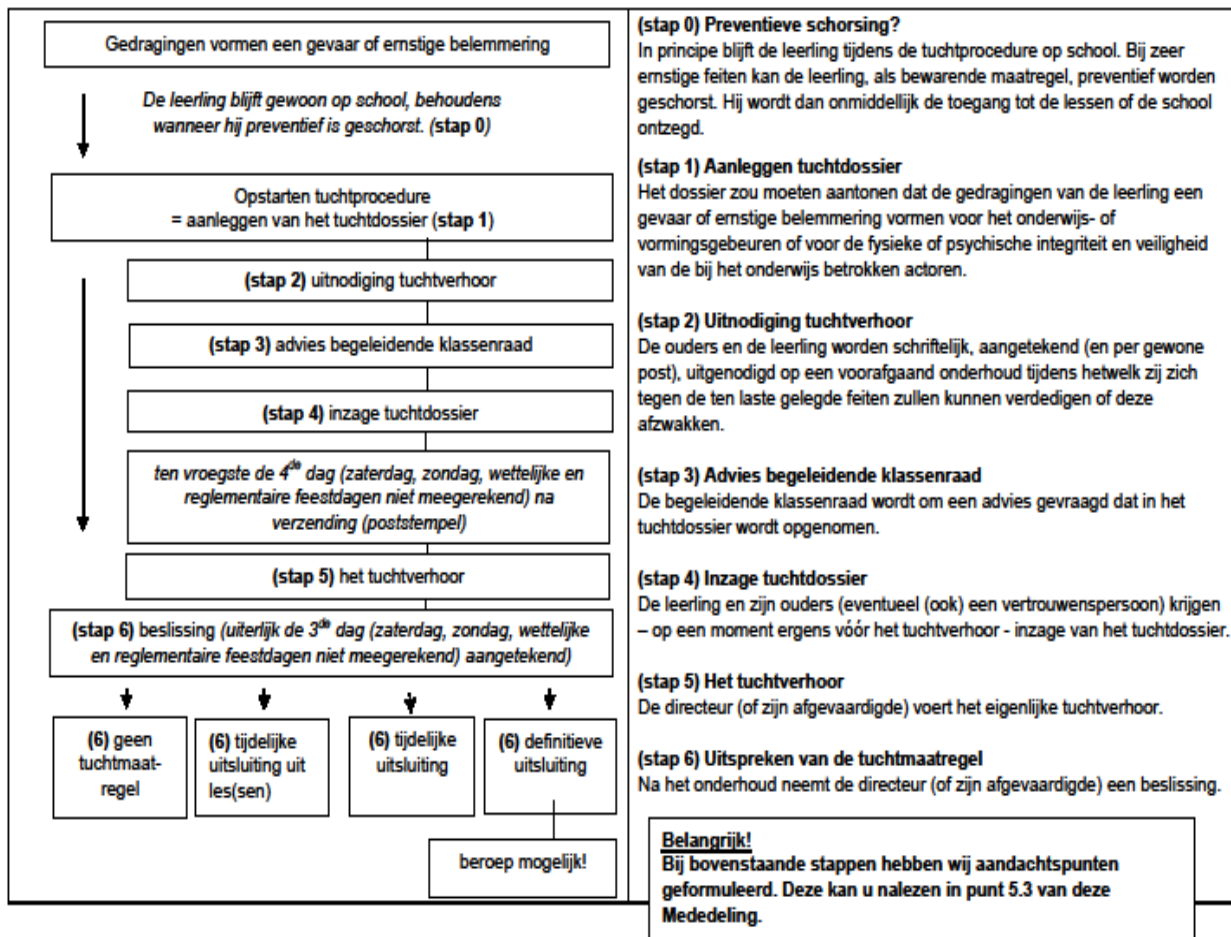 Gedragingen vormen een gevaar of ernstige belemmering
De leerling blijft gewoon op school, behoudens
wanneer hij preventief is geschorst. (stap 0)
Opstarten tuchtprocedure
= aanleggen van het tuchtdossier (stap 1)
(stap 2) uitnodiging tuchtverhoor
(stap 3) advies begeleidende klassenraad
(stap 4) inzage tuchtdossier
ten vroegste de 4de dag (zaterdag, zondag, wettelijke en
reglementaire feestdagen niet meegerekend) na
verzending (poststempel)
(stap 5) het tuchtverhoor
(stap 6) beslissing (uiterlijk de 3de dag (zaterdag, zondag, wettelijke
en reglementaire feestdagen niet meegerekend) aangetekend)
(6) geen
tuchtmaat-
regel
(6) tijdelijke
uitsluiting uit
les(sen)
(6) tijdelijke
uitsluiting
(6) definitieve
uitsluiting
beroep mogelijk!
(stap 0) Preventieve schorsing?
In principe blijft de leerling tijdens de tuchtprocedure op school. Bij zeer
ernstige feiten kan de leerling, als bewarende maatregel, preventief worden
geschorst. Hij wordt dan onmiddellijk de toegang tot de lessen of de school
ontzegd.
(stap 1) Aanleggen tuchtdossier
Het dossier zou moeten aantonen dat de gedragingen van de leerling een
gevaar of ernstige belemmering vormen voor het onderwijs- of
vormingsgebeuren of voor de fysieke of psychische integriteit en veiligheid
van de bij het onderwijs betrokken actoren.
(stap 2) Uitnodiging tuchtverhoor
De ouders en de leerling worden schriftelijk, aangetekend (en per gewone
post), uitgenodigd op een voorafgaand onderhoud tijdens hetwelk zij zich
tegen de ten laste gelegde feiten zullen kunnen verdedigen of deze
afzwakken.
(stap 3) Advies begeleidende klassenraad
De begeleidende klassenraad wordt om een advies gevraagd dat in het
tuchtdossier wordt opgenomen.
(stap 4) Inzage tuchtdossier
De leerling en zijn ouders (eventueel (ook) een vertrouwenspersoon) krijgen
– op een moment ergens vóór het tuchtverhoor - inzage van het tuchtdossier.
(stap 5) Het tuchtverhoor
De directeur (of zijn afgevaardigde) voert het eigenlijke tuchtverhoor.
(stap 6) Uitspreken van de tuchtmaatregel
Na het onderhoud neemt de directeur (of zijn afgevaardigde) een beslissing.
Belangrijk!
Bij bovenstaande stappen hebben wij aandachtspunten
geformuleerd. Deze kan u nalezen in punt 5.3 van deze
Mededeling.